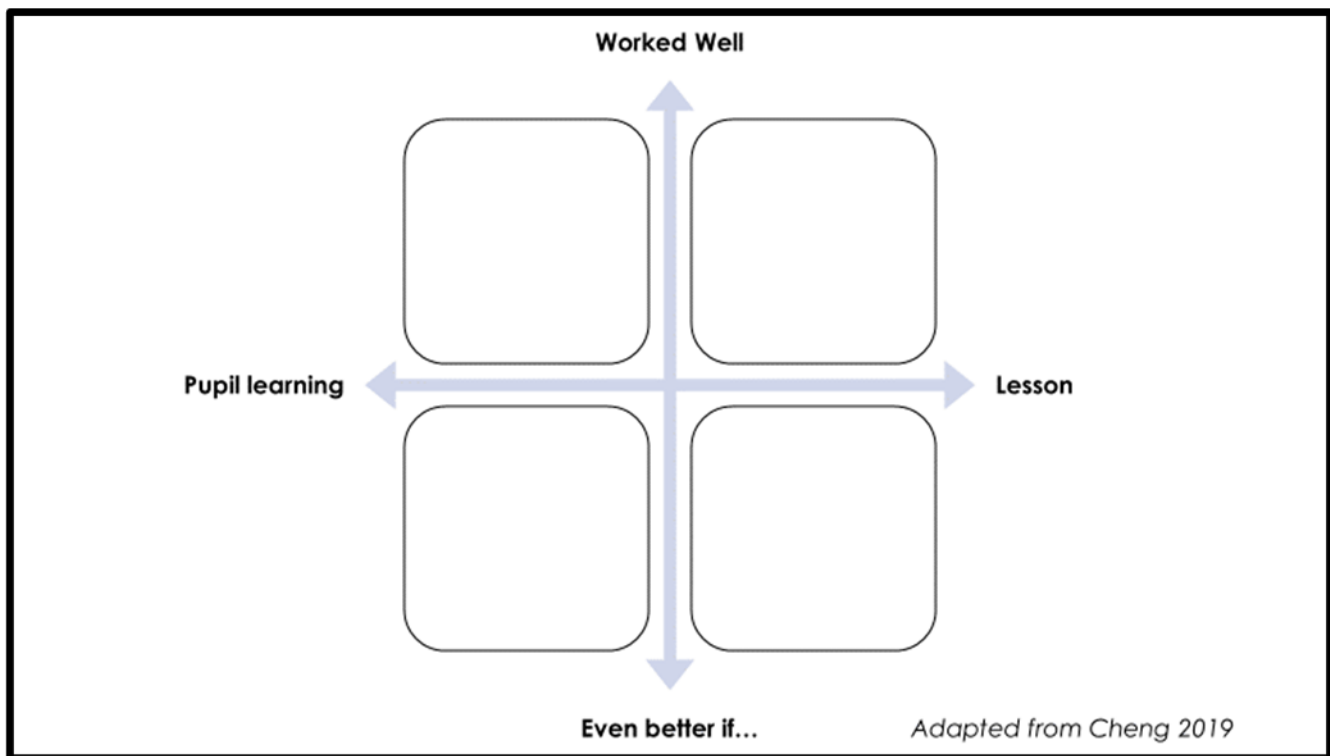 Worked Well
Pupil learning
Lesson
Even better if…
Adapted from Cheng 2019